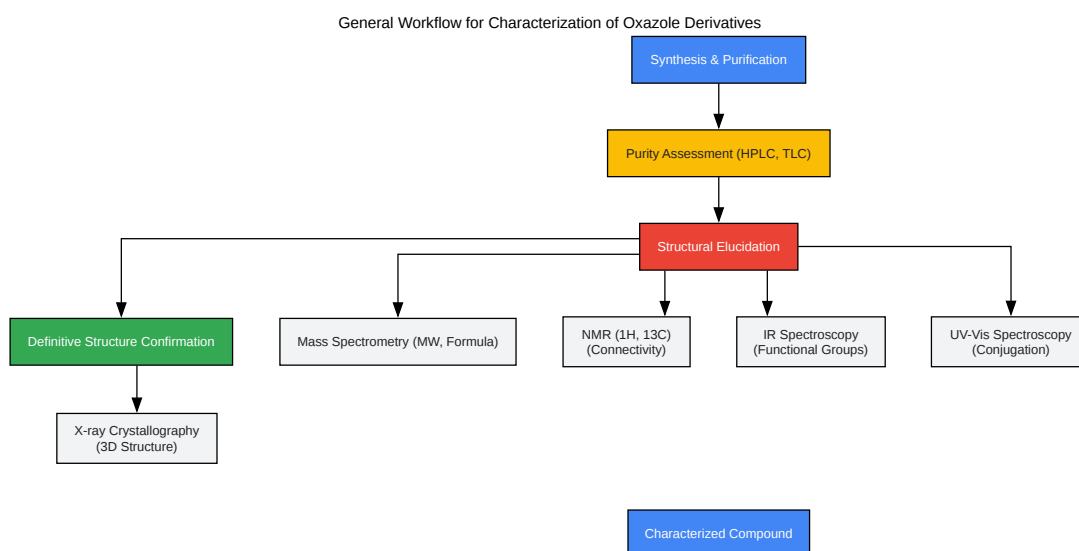 General Workflow for Characterization of Oxazole Derivatives
Synthesis & Purification
Purity Assessment (HPLC, TLC)
Structural Elucidation
Definitive Structure Confirmation
Mass Spectrometry (MW, Formula)
NMR (1H, 13C)
(Connectivity)
IR Spectroscopy
(Functional Groups)
UV-Vis Spectroscopy
(Conjugation)
X-ray Crystallography
(3D Structure)
Characterized Compound